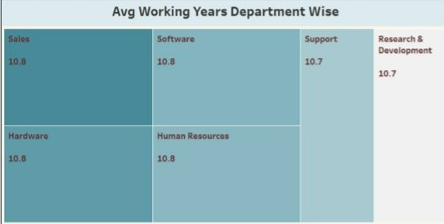 Avg Working Years Department Wise
Sales
10.8
Software
10.8
Support
10.7
Research &
Development
10.7
Hardware
10.8
Human Resources
10.8